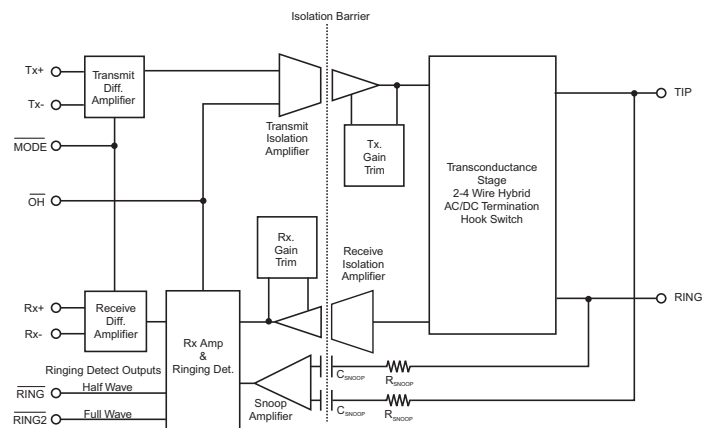 Isolation Barrier
Tx+
Tx-
Transmit
Diff.
Amplifier
MODE
OH
Transmit
Isolation
Amplifier
Tx.
Gain
Trim
Transconductance
Stage
2-4 Wire Hybrid
AC/DC Termination
Hook Switch
TIP
RING
Rx.
Gain
Trim
Receive
Isolation
Amplifier
Rx+
Rx-
Receive
Diff.
Amplifier
Rx Amp
&
Ringing Det.
Ringing Detect Outputs
RING
Half Wave
RING2
Full Wave
Snoop
Amplifier
CSNOOP
RSNOOP
CSNOOP
RSNOOP